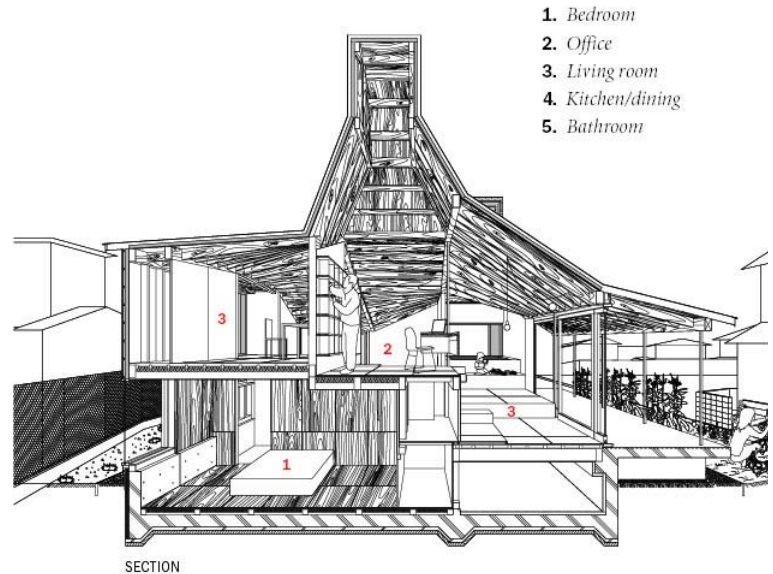 1. Bedroom
2. Office
3. Living room
4. Kitchen/dining
5. Bathroom
3
2
3
1
SECTION